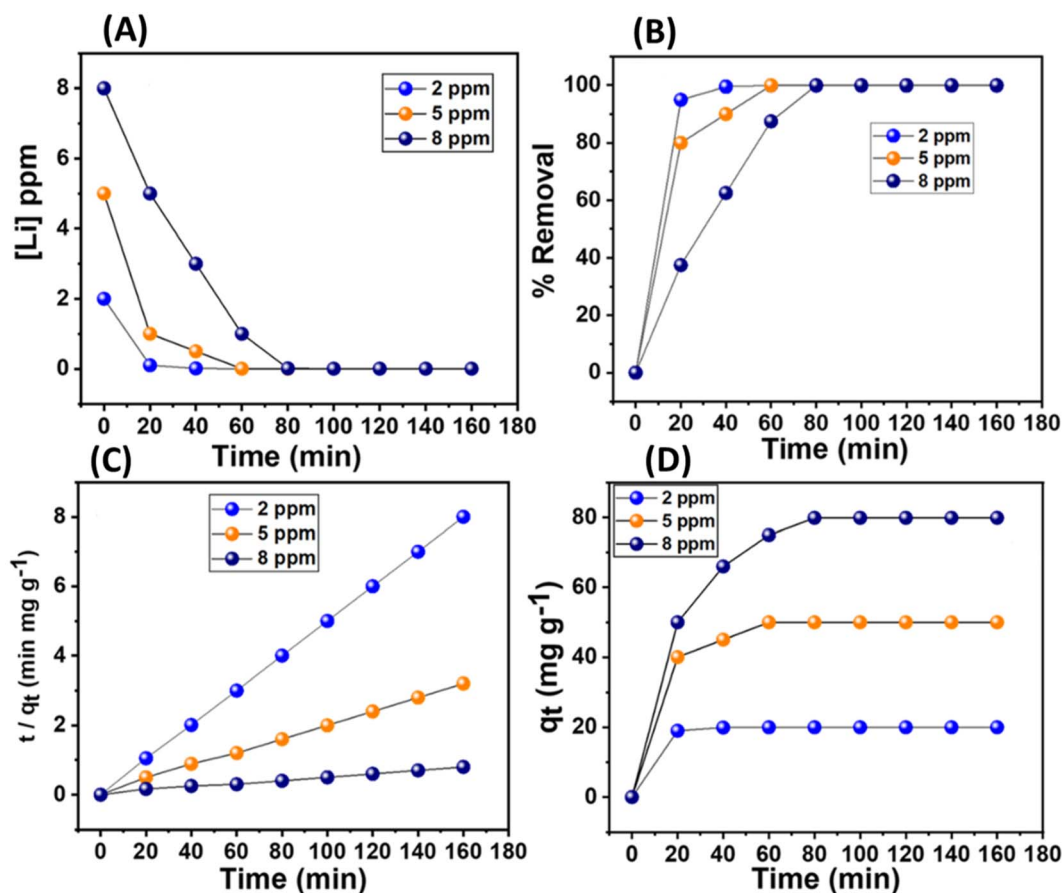 (A)
8
6
4
2
0
[Li] ppm
2 ppm
5 ppm
8 ppm
0 20 40 60 80 100 120 140 160 180
Time (min)
(B)
100
80
60
40
20
0
% Removal
2 ppm
5 ppm
8 ppm
0 20 40 60 80 100 120 140 160 180
Time (min)
(C)
8
6
4
2
0
t / qt (min mg g-1)
2 ppm
5 ppm
8 ppm
0 20 40 60 80 100 120 140 160 180
Time (min)
(D)
80
60
40
20
0
qt (mg g-1)
2 ppm
5 ppm
8 ppm
0 20 40 60 80 100 120 140 160 180
Time (min)